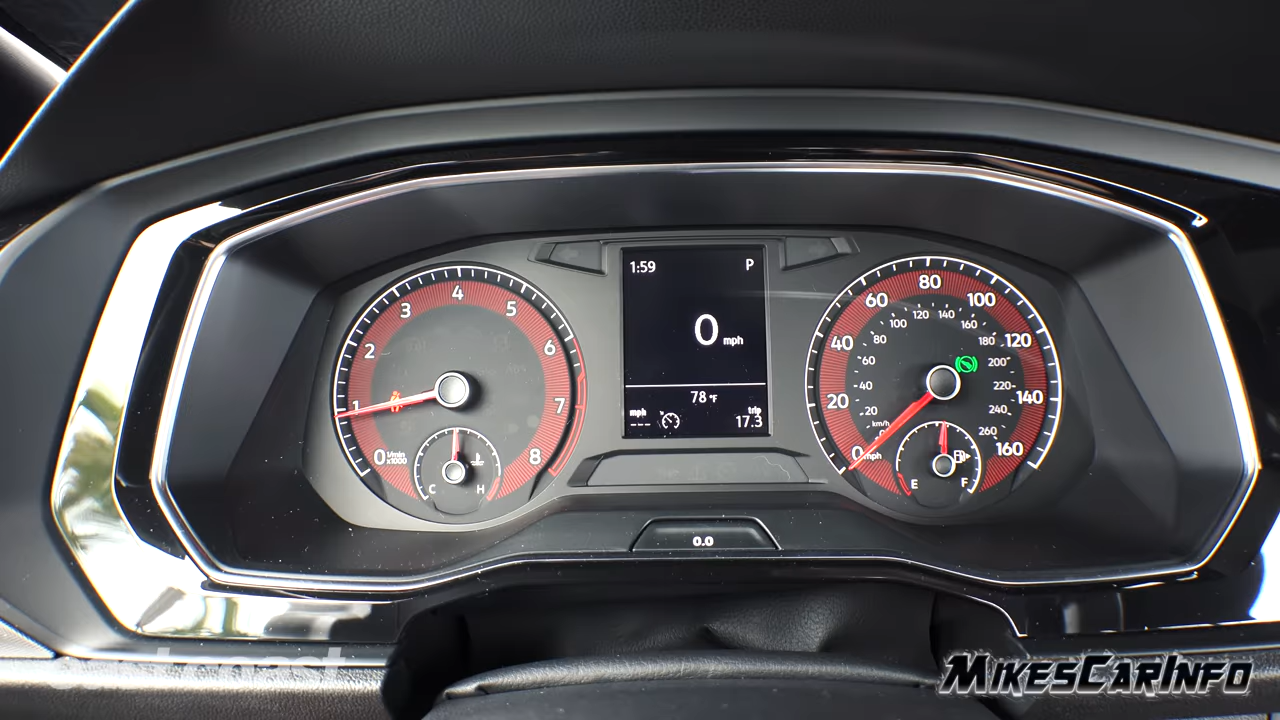 1:59 P
0 mph
78 °F
mph trip
--- 17.3
0 1 2 3 4 5 6 7 8
1/min
x1000
C H
0 20 40 60 80 100 120 140 160
mph
20 40 60 80 100 120 140 160 180 200 220 240 260
km/h
E F
0.0
MIKESCARINFO